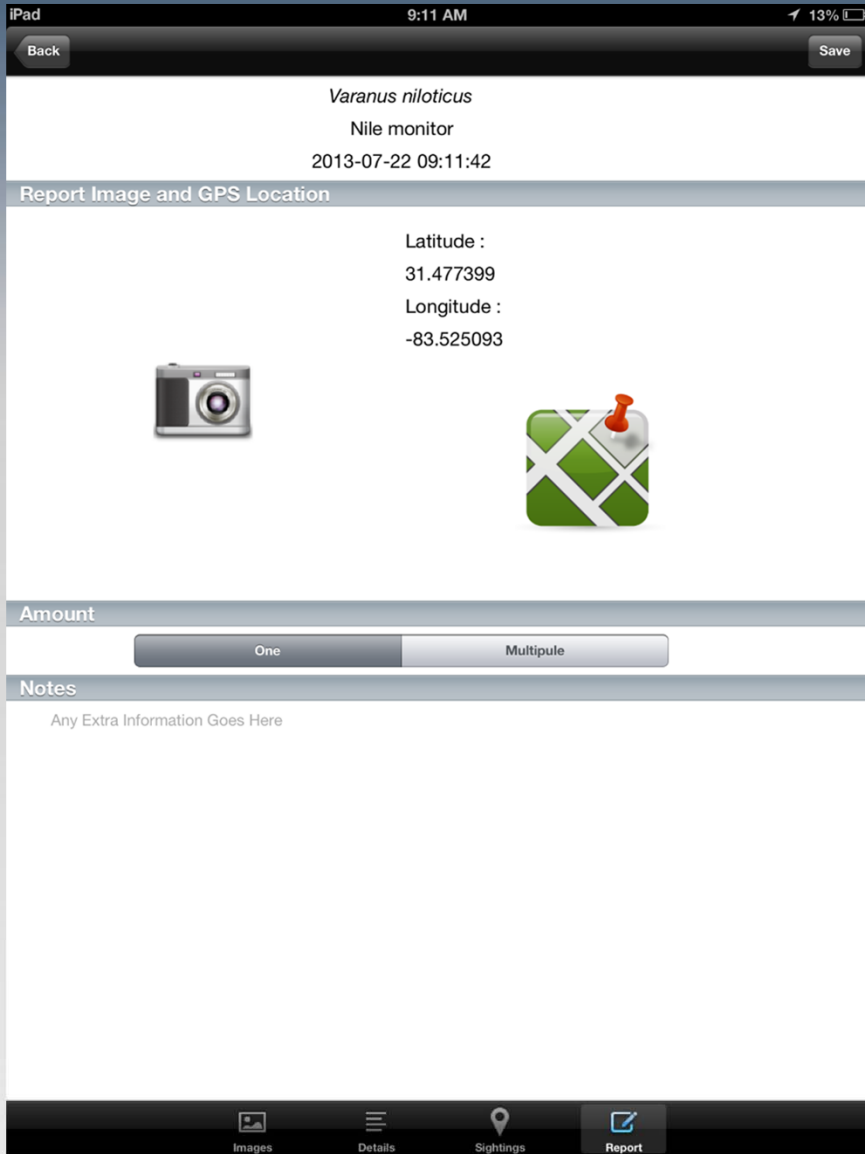 iPad 9:11 AM 13%
Back Save
Varanus niloticus
Nile monitor
2013-07-22 09:11:42
Report Image and GPS Location
Latitude :
31.477399
Longitude :
-83.525093
Amount
One Multipule
Notes
Any Extra Information Goes Here
Images Details Sightings Report